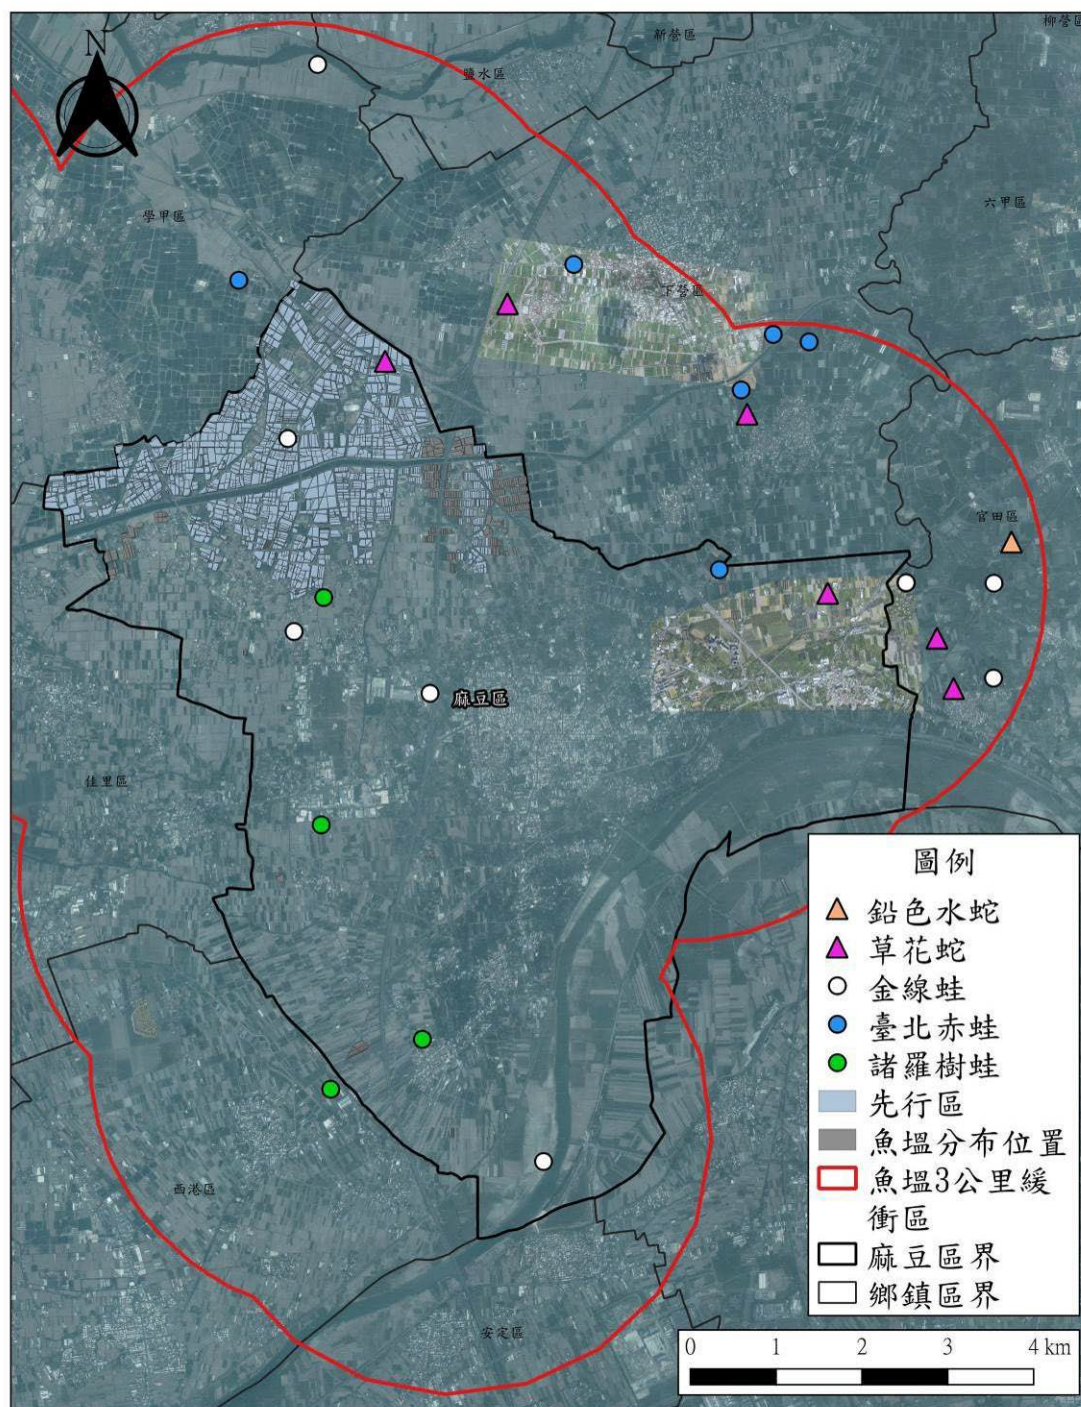 N
新營區
柳營區
鹽水區
學甲區
六甲區
下營區
官田區
麻豆區
佳里區
西港區
安定區
圖例
鉛色水蛇
草花蛇
金線蛙
臺北赤蛙
諸羅樹蛙
先行區
魚塭分布位置
魚塭3公里緩
衝區
麻豆區界
鄉鎮區界
0 1 2 3 4 km